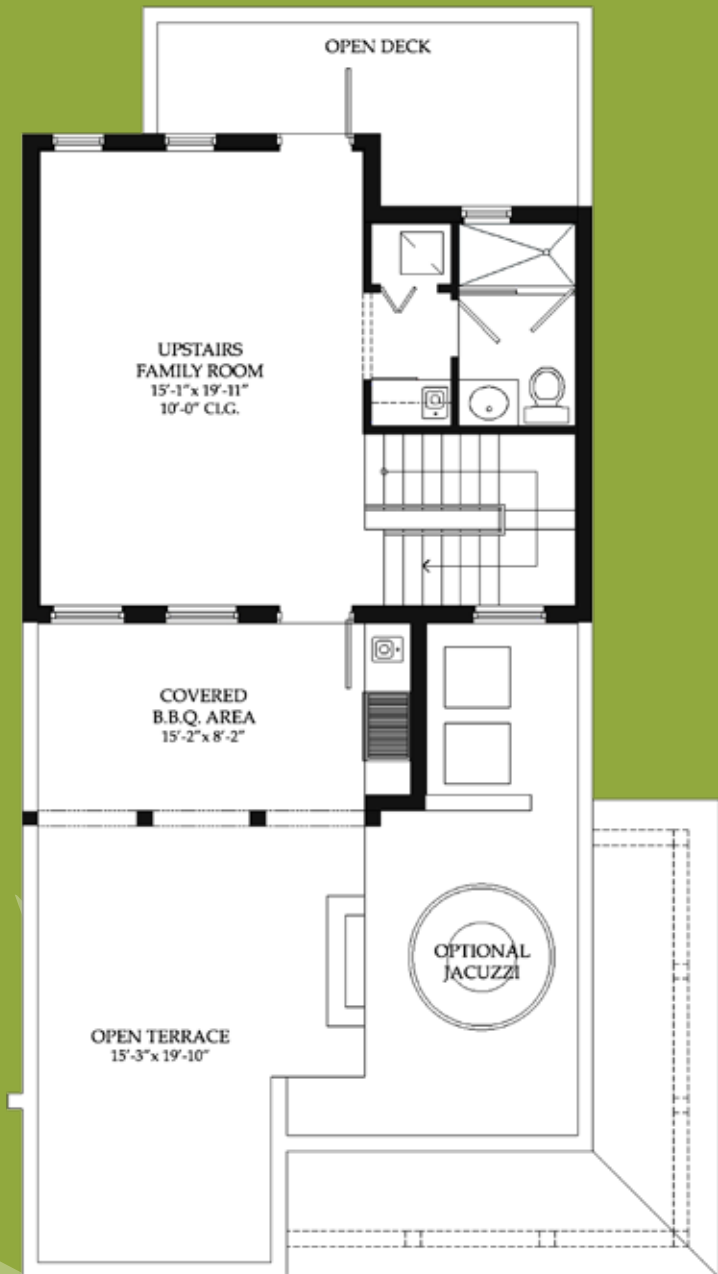 OPEN DECK
UPSTAIRS
FAMILY ROOM
15'-1" x 19'-11"
10'-0" CLG.
COVERED
B.B.Q. AREA
15'-2" x 8'-2"
OPTIONAL
JACUZZI
OPEN TERRACE
15'-3" x 19'-10"